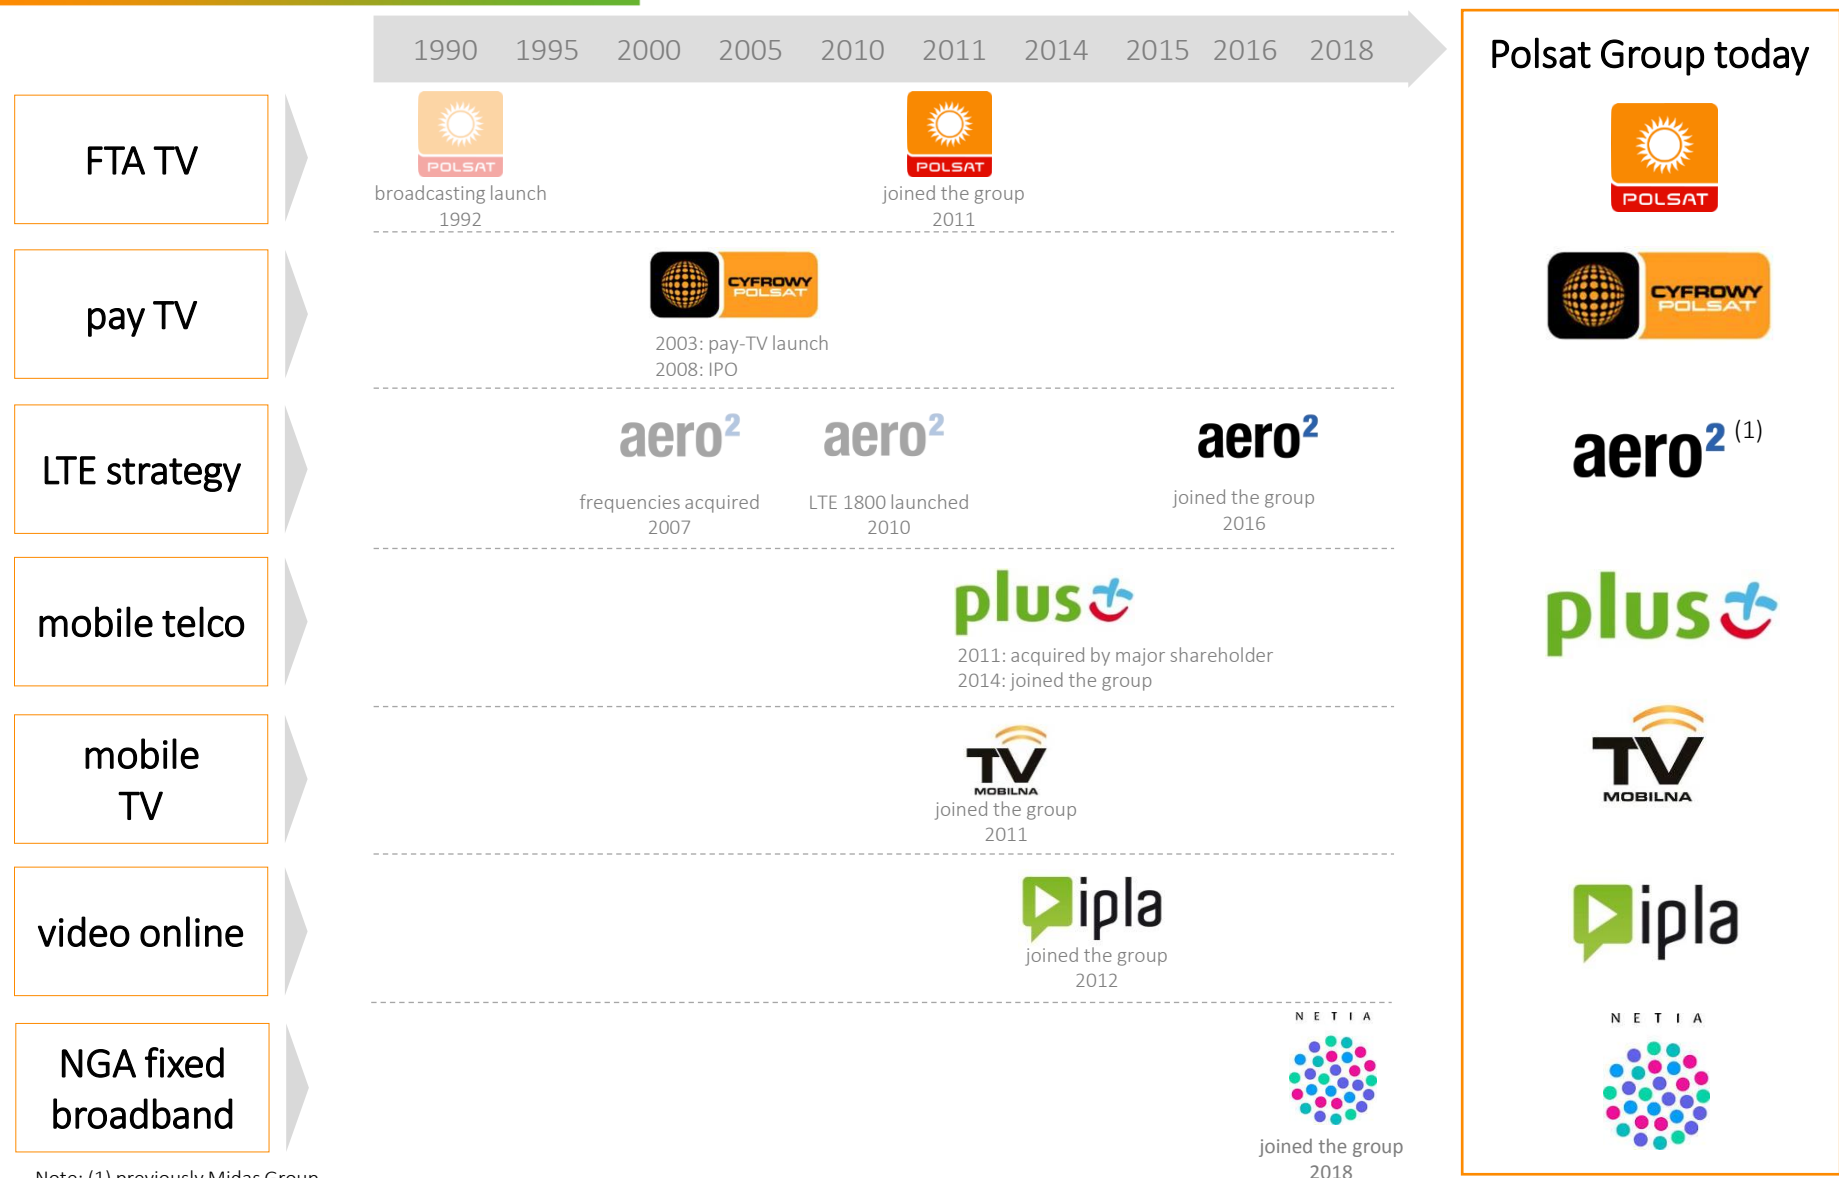 1990 1995 2000 2005 2010 2011 2014 2015 2016 2018
Polsat Group today
FTA TV
POLSAT
broadcasting launch
1992
POLSAT
joined the group
2011
POLSAT
pay TV
CYFROWY
POLSAT
2003: pay-TV launch
2008: IPO
CYFROWY
POLSAT
LTE strategy
aero2
frequencies acquired
2007
aero2
LTE 1800 launched
2010
aero2
joined the group
2016
aero2 (1)
mobile telco
plus
2011: acquired by major shareholder
2014: joined the group
plus
mobile
TV
TV
MOBILNA
joined the group
2011
TV
MOBILNA
video online
ipla
joined the group
2012
ipla
NGA fixed
broadband
NETIA
joined the group
2018
NETIA
Note: (1) previously Midas Group